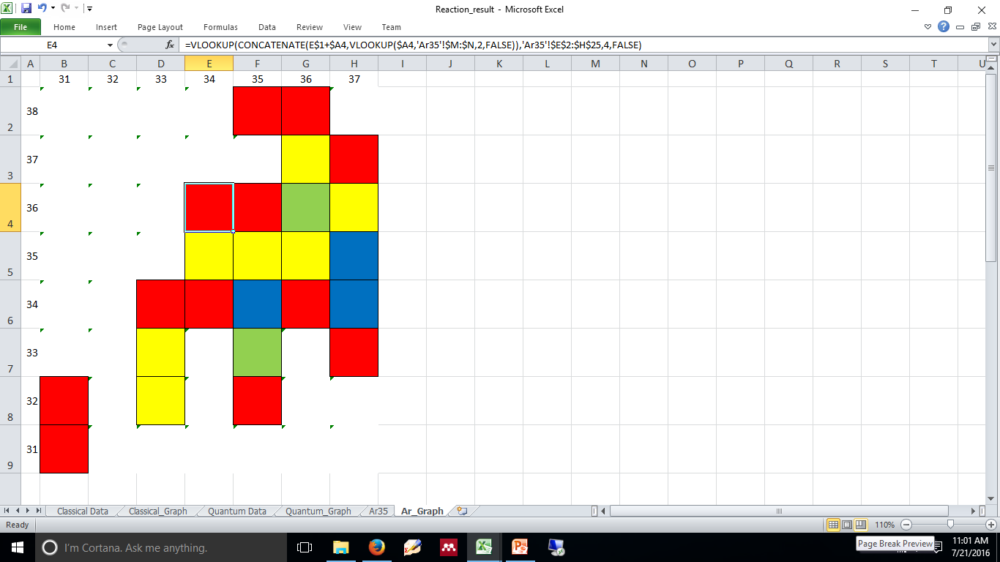 Reaction_result - Microsoft Excel
File Home Insert Page Layout Formulas Data Review View Team
E4 fx =VLOOKUP(CONCATENATE(E$1+$A4,VLOOKUP($A4,'Ar35'!$M:$N,2,FALSE)),'Ar35'!$E$2:$H$25,4,FALSE)
A B C D E F G H I J K L M N O P Q R S T U
1 31 32 33 34 35 36 37
2 38
3 37
4 36
5 35
6 34
7 33
8 32
9 31
Classical Data Classical_Graph Quantum Data Quantum_Graph Ar35 Ar_Graph
Ready 110%
Page Break Preview
I'm Cortana. Ask me anything.
11:01 AM
7/21/2016